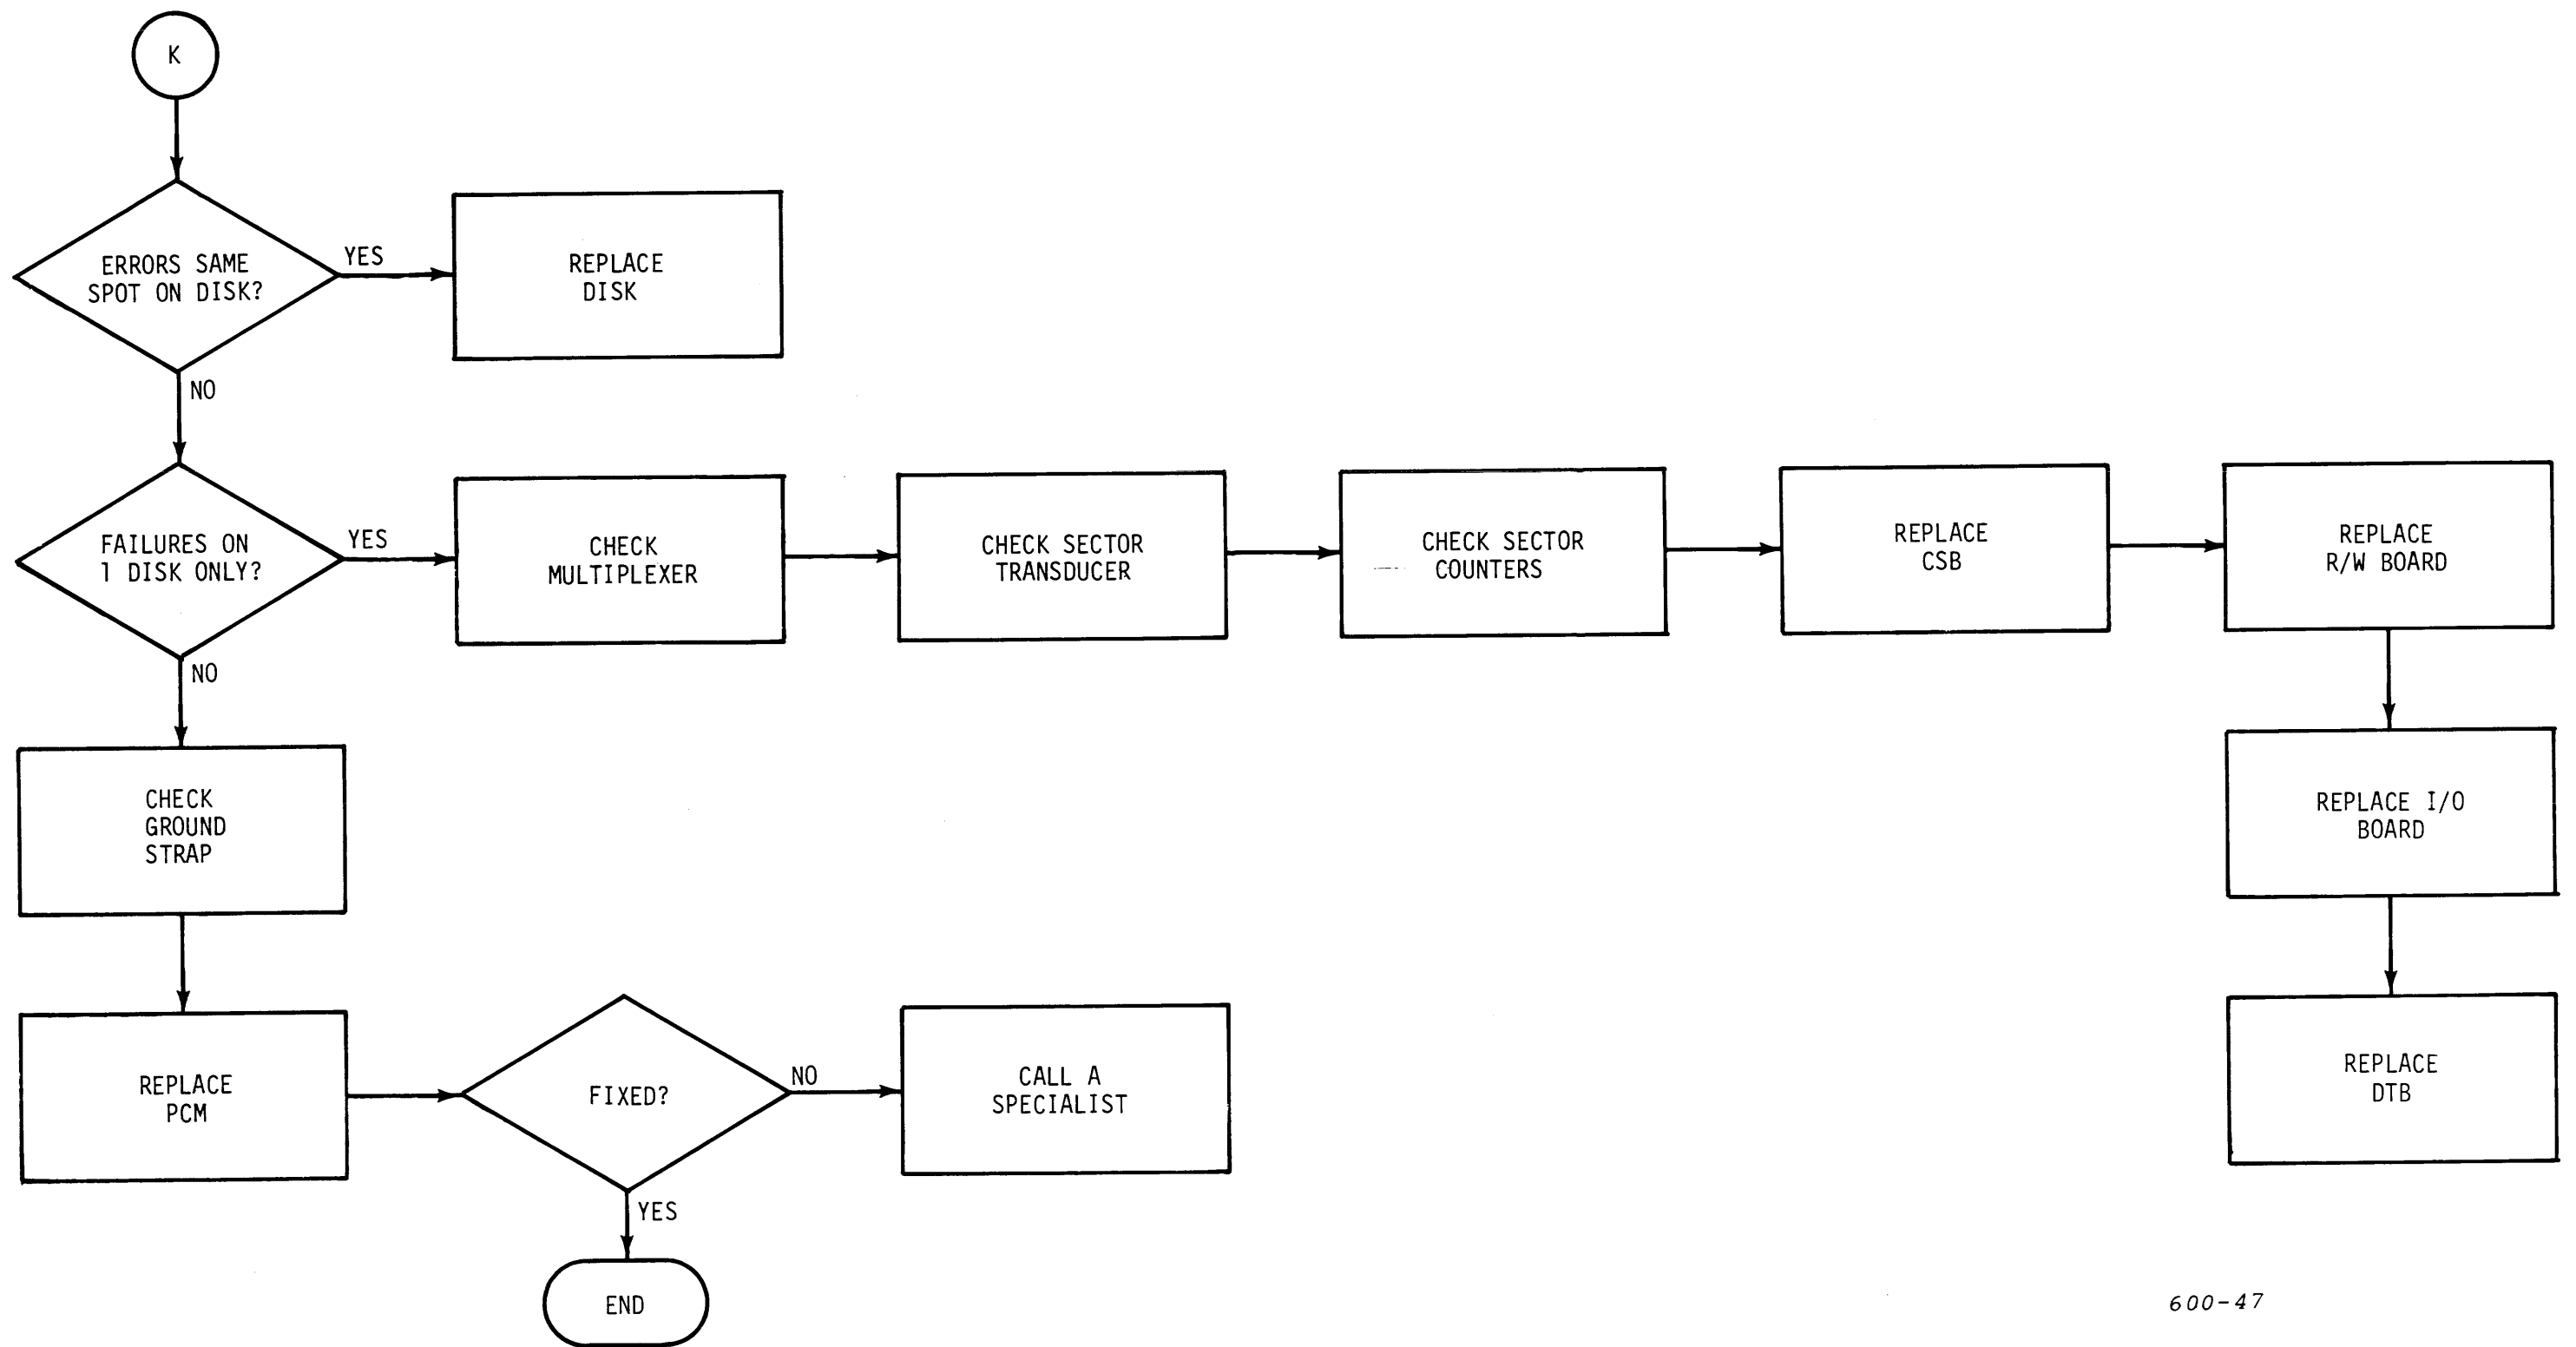 K
ERRORS SAME
SPOT ON DISK?
YES
REPLACE
DISK
NO
FAILURES ON
1 DISK ONLY?
YES
CHECK
MULTIPLEXER
CHECK SECTOR
TRANSDUCER
CHECK SECTOR
COUNTERS
REPLACE
CSB
REPLACE
R/W BOARD
NO
CHECK
GROUND
STRAP
REPLACE I/O
BOARD
REPLACE
PCM
FIXED?
NO
CALL A
SPECIALIST
REPLACE
DTB
YES
END
600-47